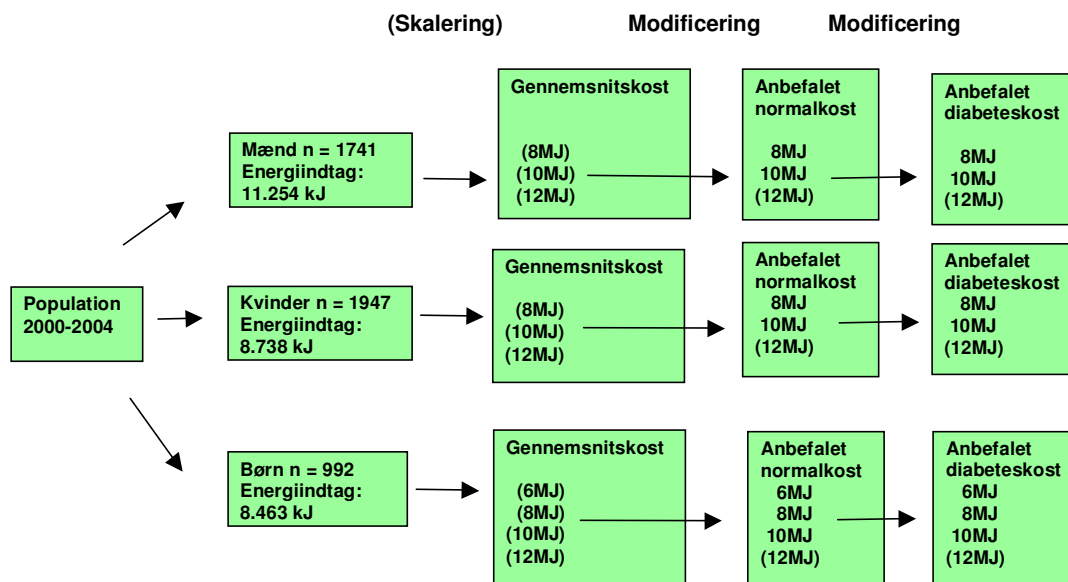 (Skalering)
Modificering
Modificering
Population
2000-2004
Mænd n = 1741
Energiindtag:
11.254 kJ
Gennemsnitskost
(8MJ)
(10MJ)
(12MJ)
Anbefalet
normalkost
8MJ
10MJ
(12MJ)
Anbefalet
diabeteskost
8MJ
10MJ
(12MJ)
Kvinder n = 1947
Energiindtag:
8.738 kJ
Gennemsnitskost
(8MJ)
(10MJ)
(12MJ)
Anbefalet
normalkost
8MJ
10MJ
(12MJ)
Anbefalet
diabeteskost
8MJ
10MJ
(12MJ)
Børn n = 992
Energiindtag:
8.463 kJ
Gennemsnitskost
(6MJ)
(8MJ)
(10MJ)
(12MJ)
Anbefalet
normalkost
6MJ
8MJ
10MJ
(12MJ)
Anbefalet
diabeteskost
6MJ
8MJ
10MJ
(12MJ)